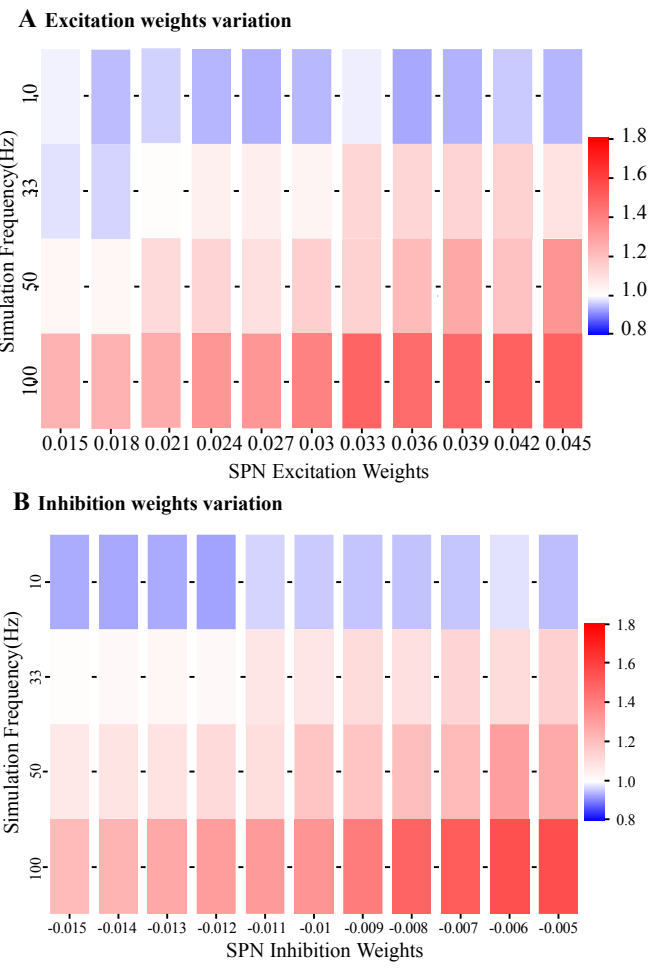 A Excitation weights variation
Simulation Frequency(Hz)
10
33
50
100
0.015 0.018 0.021 0.024 0.027 0.03 0.033 0.036 0.039 0.042 0.045
SPN Excitation Weights
1.8
1.6
1.4
1.2
1.0
0.8
B Inhibition weights variation
Simulation Frequency(Hz)
10
33
50
100
-0.015 -0.014 -0.013 -0.012 -0.011 -0.01 -0.009 -0.008 -0.007 -0.006 -0.005
SPN Inhibition Weights
1.8
1.6
1.4
1.2
1.0
0.8